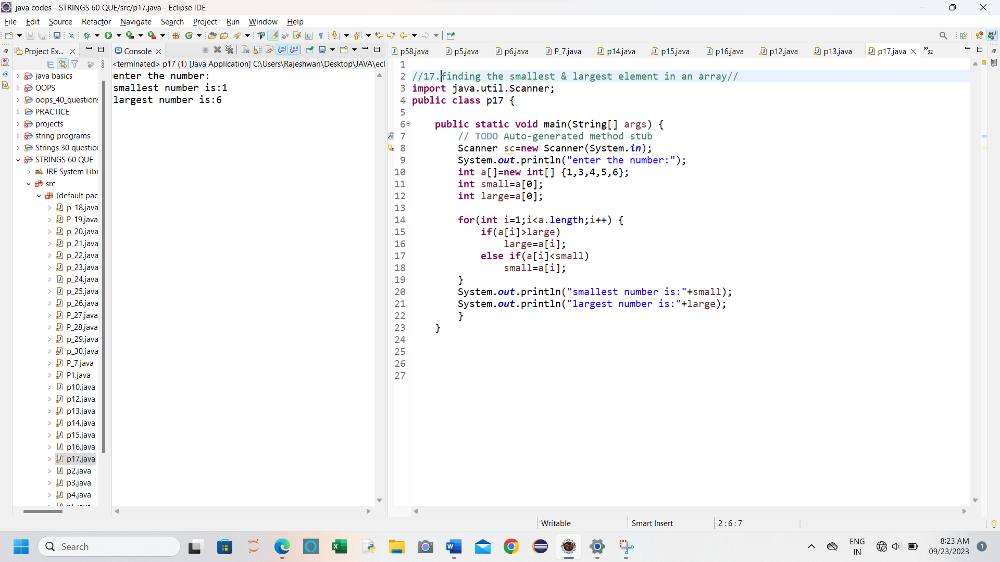 java codes - STRINGS 60 QUE/src/p17.java - Eclipse IDE
File Edit Source Refactor Navigate Search Project Run Window Help
Project Ex...
java basics
OOPS
oops_40_questions
PRACTICE
projects
string programs
Strings 30 question
STRINGS 60 QUE
JRE System Libr
src
(default pac
p_18.java
P_19.java
p_20.java
p_21.java
p_22.java
p_23.java
p_24.java
p_25.java
p_26.java
P_27.java
P_28.java
p_29.java
p_30.java
P_7.java
P1.java
p10.java
p12.java
p13.java
p14.java
p15.java
p16.java
p17.java
p2.java
p3.java
p4.java
Console
<terminated> p17 (1) [Java Application] C:\Users\Rajeshwari\Desktop\JAVA\ecl
enter the number:
smallest number is:1
largest number is:6
p58.java p5.java p6.java P_7.java p14.java p15.java p16.java p12.java p13.java p17.java »32
1
2 //17.finding the smallest & largest element in an array//
3 import java.util.Scanner;
4 public class p17 {
5
6 public static void main(String[] args) {
7 // TODO Auto-generated method stub
8 Scanner sc=new Scanner(System.in);
9 System.out.println("enter the number:");
10 int a[]=new int[] {1,3,4,5,6};
11 int small=a[0];
12 int large=a[0];
13
14 for(int i=1;i<a.length;i++) {
15 if(a[i]>large)
16 large=a[i];
17 else if(a[i]<small)
18 small=a[i];
19 }
20 System.out.println("smallest number is:"+small);
21 System.out.println("largest number is:"+large);
22 }
23 }
24
25
26
27
Writable Smart Insert 2 : 6 : 7
Search
ENG
IN
8:23 AM
09/23/2023
1